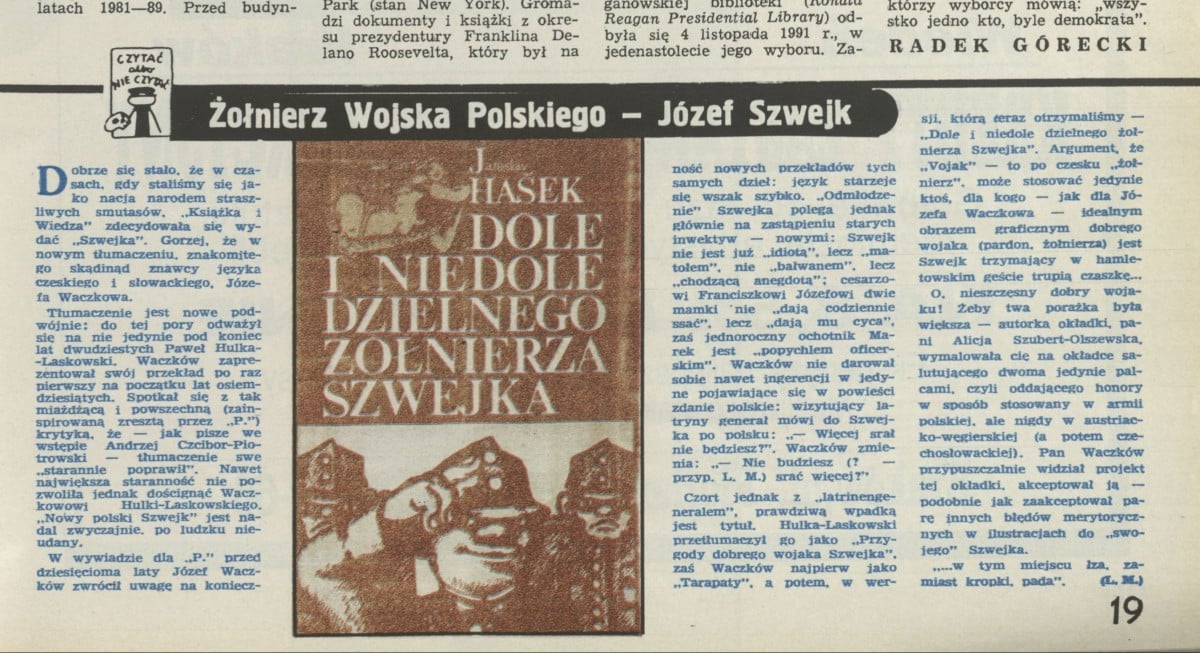 latach 1981—89. Przed budyn-
Park (stan New York). Groma-
dzi dokumenty i książki z okre-
su prezydentury Franklina De-
lano Roosevelta, który był na
ganowskiej biblioteki (Ronald
Reagan Presidential Library) od-
była się 4 listopada 1991 r., w
jedenastolecie jego wyboru. Za-
którzy wyborcy mówią: „wszy-
stko jedno kto, byle demokrata”.
RADEK GÓRECKI
CZYTAĆ
albo
NIE CZYTAĆ
Żołnierz Wojska Polskiego — Józef Szwejk
Dobrze się stało, że w cza-
sach, gdy staliśmy się ja-
ko nacja narodem strasz-
liwych smutasów, „Książka i
Wiedza” zdecydowała się wy-
dać „Szwejka”. Gorzej, że w
nowym tłumaczeniu, znakomite-
go skądinąd znawcy języka
czeskiego i słowackiego, Józe-
fa Waczkowa.
Tłumaczenie jest nowe pod-
wójnie: do tej pory odważył
się na nie jedynie pod koniec
lat dwudziestych Paweł Hulka-
-Laskowski. Waczków zapre-
zentował swój przekład po raz
pierwszy na początku lat osiem-
dziesiątych. Spotkał się z tak
miażdżącą i powszechną (zain-
spirowaną zresztą przez „P.”)
krytyką, że — jak pisze we
wstępie Andrzej Czcibor-Pio-
trowski — tłumaczenie swe
„starannie poprawił”. Nawet
największa staranność nie po-
zwoliła jednak doścignąć Wacz-
kowowi Hulki-Laskowskiego.
„Nowy polski Szwejk” jest na-
dal zwyczajnie, po ludzku nie-
udany.
W wywiadzie dla „P.” przed
dziesięcioma laty Józef Wacz-
ków zwrócił uwagę na koniecz-
Jaroslav
HAŠEK
DOLE
I NIEDOLE
DZIELNEGO
ŻOŁNIERZA
SZWEJKA
ność nowych przekładów tych
samych dzieł: język starzeje
się wszak szybko. „Odmłodze-
nie” Szwejka polega jednak
głównie na zastąpieniu starych
inwektyw — nowymi: Szwejk
nie jest już „idiotą”, lecz „ma-
tołem”, nie „bałwanem”, lecz
„chodzącą anegdotą”; cesarzo-
wi Franciszkowi Józefowi dwie
mamki nie „dają codziennie
ssać”, lecz „dają mu cyca”,
zaś jednoroczny ochotnik Ma-
rek jest „popychlem oficer-
skim”. Waczków nie darował
sobie nawet ingerencji w jedy-
ne pojawiające się w powieści
zdanie polskie: wizytujący la-
tryny generał mówi do Szwej-
ka po polsku: „— Więcej srał
nie będziesz?”. Waczków zmie-
nia: „— Nie budziesz (? —
przyp. L. M.) srać więcej?”
Czort jednak z „latrinenge-
nerałem”, prawdziwą wpadką
jest tytuł. Hulka-Laskowski
przetłumaczył go jako „Przy-
gody dobrego wojaka Szwejka”,
zaś Waczków najpierw jako
„Tarapaty”, a potem, w wer-
sji, którą teraz otrzymaliśmy —
„Dole i niedole dzielnego żoł-
nierza Szwejka”. Argument, że
„Vojak” — to po czesku „żoł-
nierz”, może stosować jedynie
ktoś, dla kogo — jak dla Jó-
zefa Waczkowa — idealnym
obrazem graficznym dobrego
wojaka (pardon, żołnierza) jest
Szwejk trzymający w hamle-
towskim geście trupią czaszkę...
O, nieszczęsny dobry woja-
ku! Żeby twa porażka była
większa — autorka okładki, pa-
ni Alicja Szubert-Olszewska,
wymalowała cię na okładce sa-
lutującego dwoma jedynie pal-
cami, czyli oddającego honory
w sposób stosowany w armii
polskiej, ale nigdy w austriac-
ko-węgierskiej (a potem cze-
chosłowackiej). Pan Waczków
przypuszczalnie widział projekt
tej okładki, akceptował ją —
podobnie jak zaakceptował pa-
rę innych błędów merytorycz-
nych w ilustracjach do „swo-
jego” Szwejka.
„...w tym miejscu łza, za-
miast kropki, pada”. (L. M.)
19